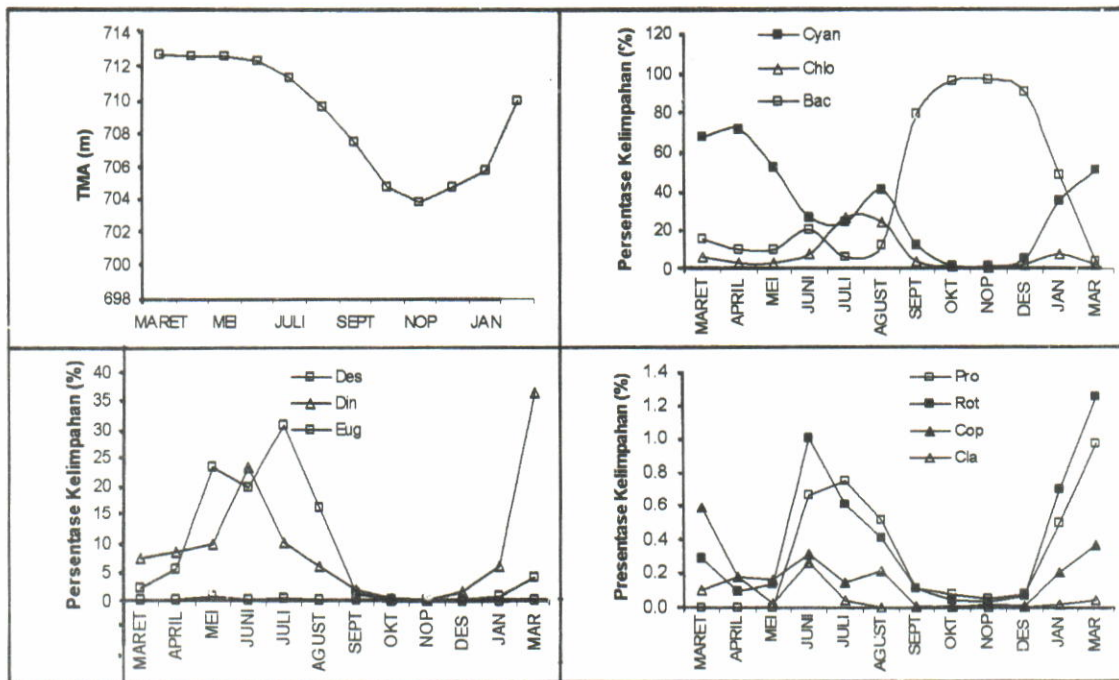 714
712
710
708
706
704
702
700
698
TMA (m)
MARET MEI JULI SEPT NOP JAN
120
100
80
60
40
20
0
Persentase Kelimpahan (%)
Cyan
Chlo
Bac
MARET APRIL MEI JUNI JULI AGUST SEPT OKT NOP DES JAN MAR
40
35
30
25
20
15
10
5
0
Persentase Kelimpahan (%)
Des
Din
Eug
MARET APRIL MEI JUNI JULI AGUST SEPT OKT NOP DES JAN MAR
1.4
1.2
1.0
0.8
0.6
0.4
0.2
0.0
Presentase Kelimpahan (%)
Pro
Rot
Cop
Cla
MARET APRIL MEI JUNI JULI AGUST SEPT OKT NOP DES JAN MAR